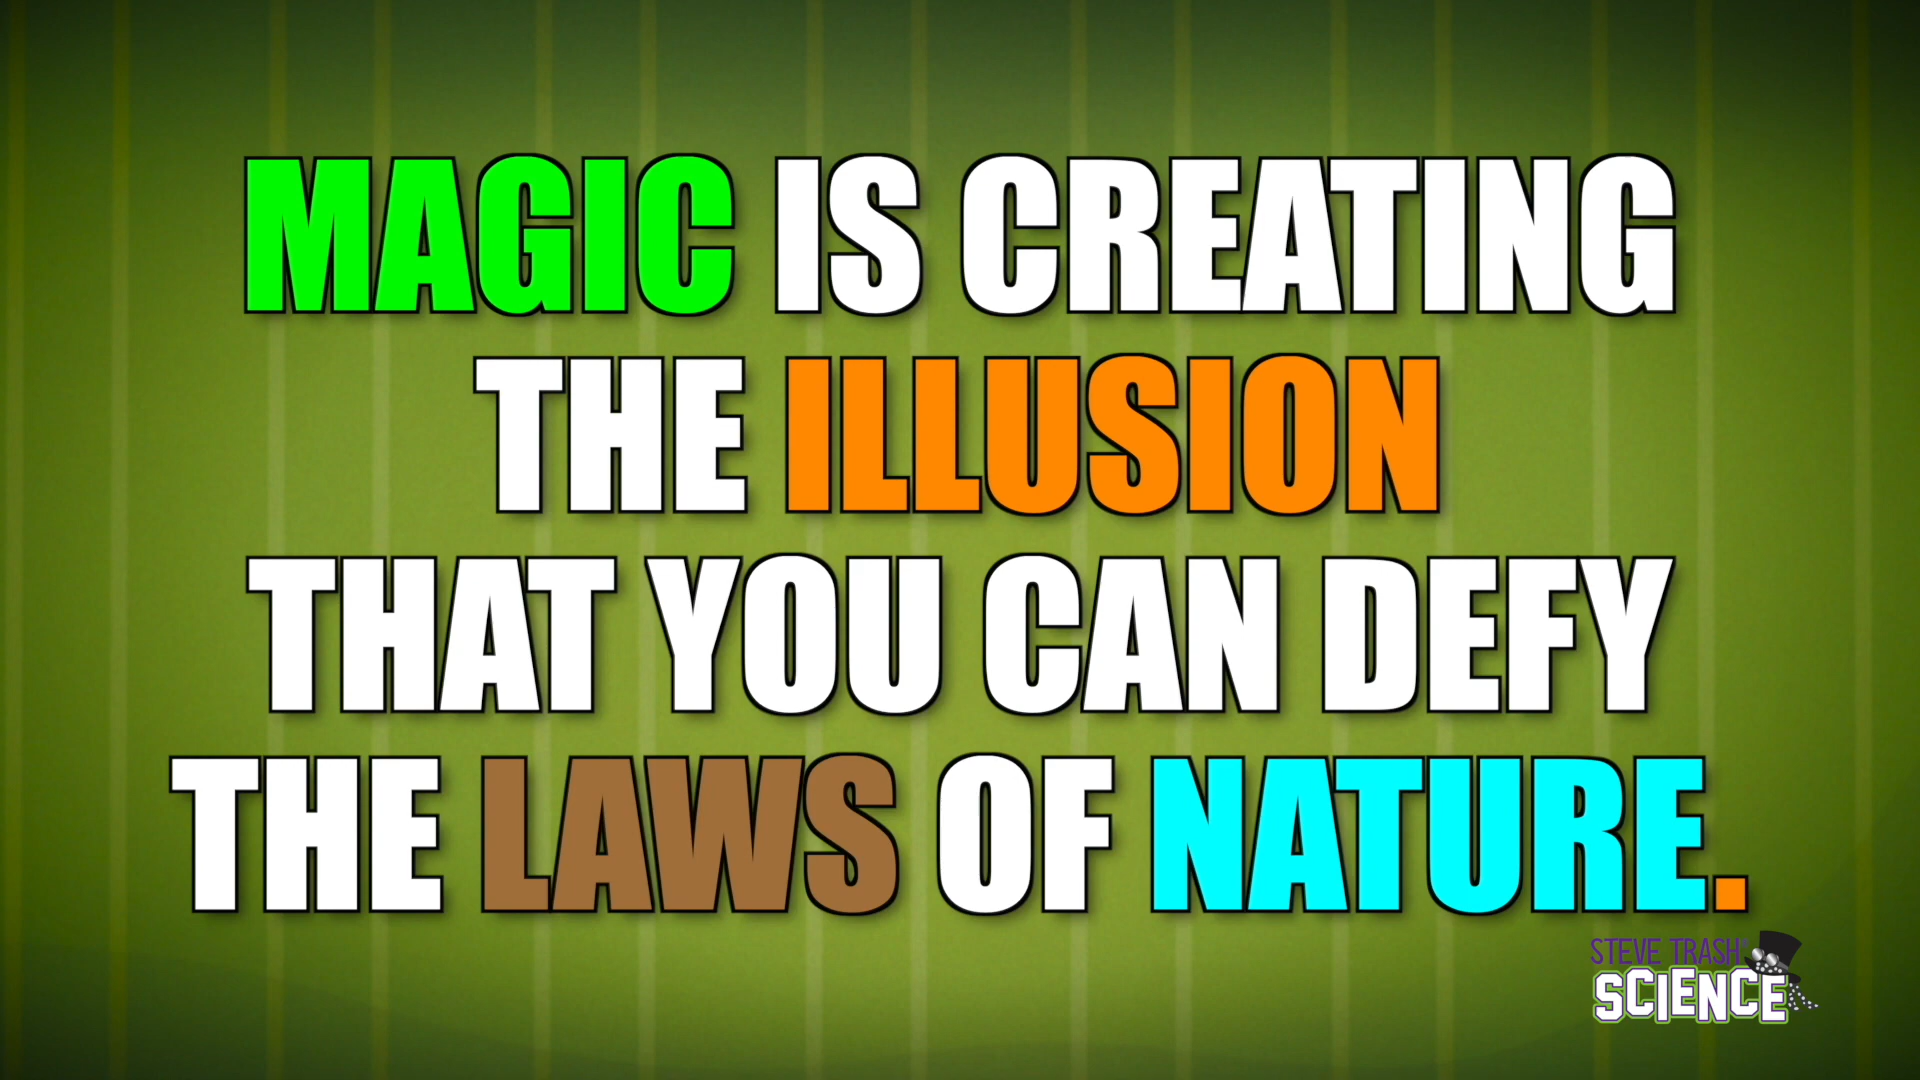 MAGIC IS CREATING
THE ILLUSION
THAT YOU CAN DEFY
THE LAWS OF NATURE.
STEVE TRASH
SCIENCE